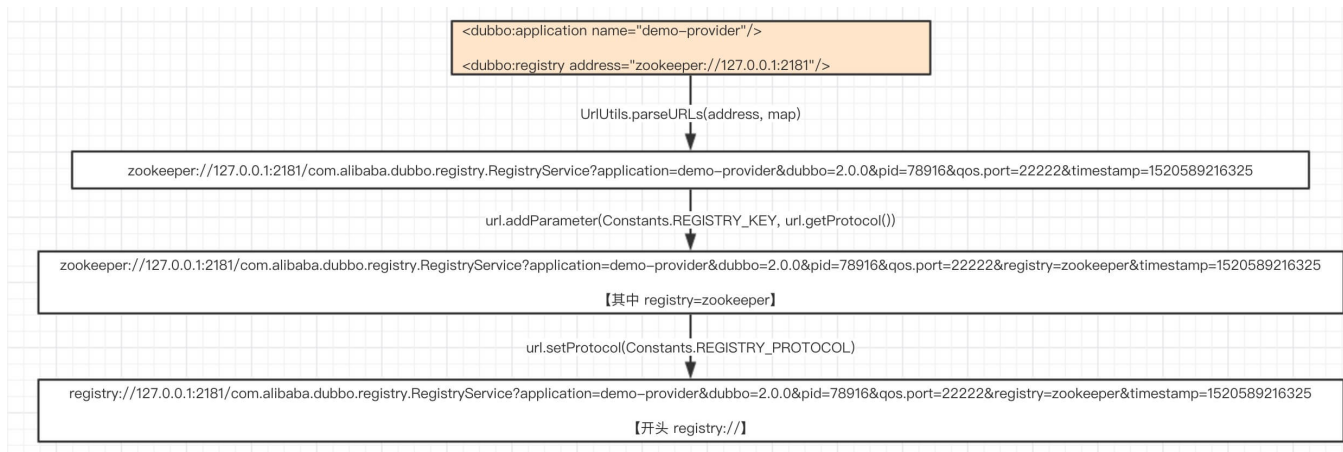 <dubbo:application name="demo-provider"/>
<dubbo:registry address="zookeeper://127.0.0.1:2181"/>
UrlUtils.parseURLs(address, map)
zookeeper://127.0.0.1:2181/com.alibaba.dubbo.registry.RegistryService?application=demo-provider&dubbo=2.0.0&pid=78916&qos.port=22222&timestamp=1520589216325
url.addParameter(Constants.REGISTRY_KEY, url.getProtocol())
zookeeper://127.0.0.1:2181/com.alibaba.dubbo.registry.RegistryService?application=demo-provider&dubbo=2.0.0&pid=78916&qos.port=22222&registry=zookeeper&timestamp=1520589216325
【其中 registry=zookeeper】
url.setProtocol(Constants.REGISTRY_PROTOCOL)
registry://127.0.0.1:2181/com.alibaba.dubbo.registry.RegistryService?application=demo-provider&dubbo=2.0.0&pid=78916&qos.port=22222&registry=zookeeper&timestamp=1520589216325
【开头 registry://】